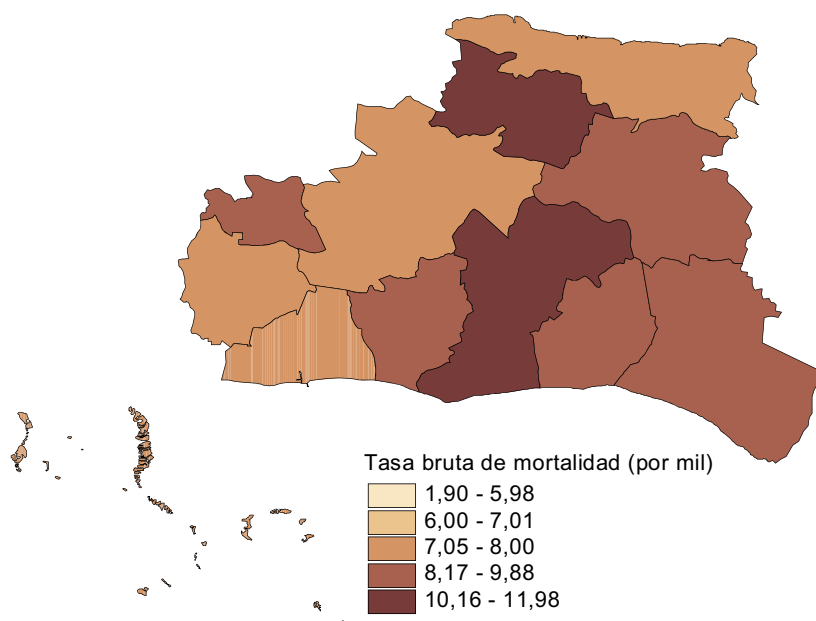 Tasa bruta de mortalidad (por mil)
1,90 - 5,98
6,00 - 7,01
7,05 - 8,00
8,17 - 9,88
10,16 - 11,98